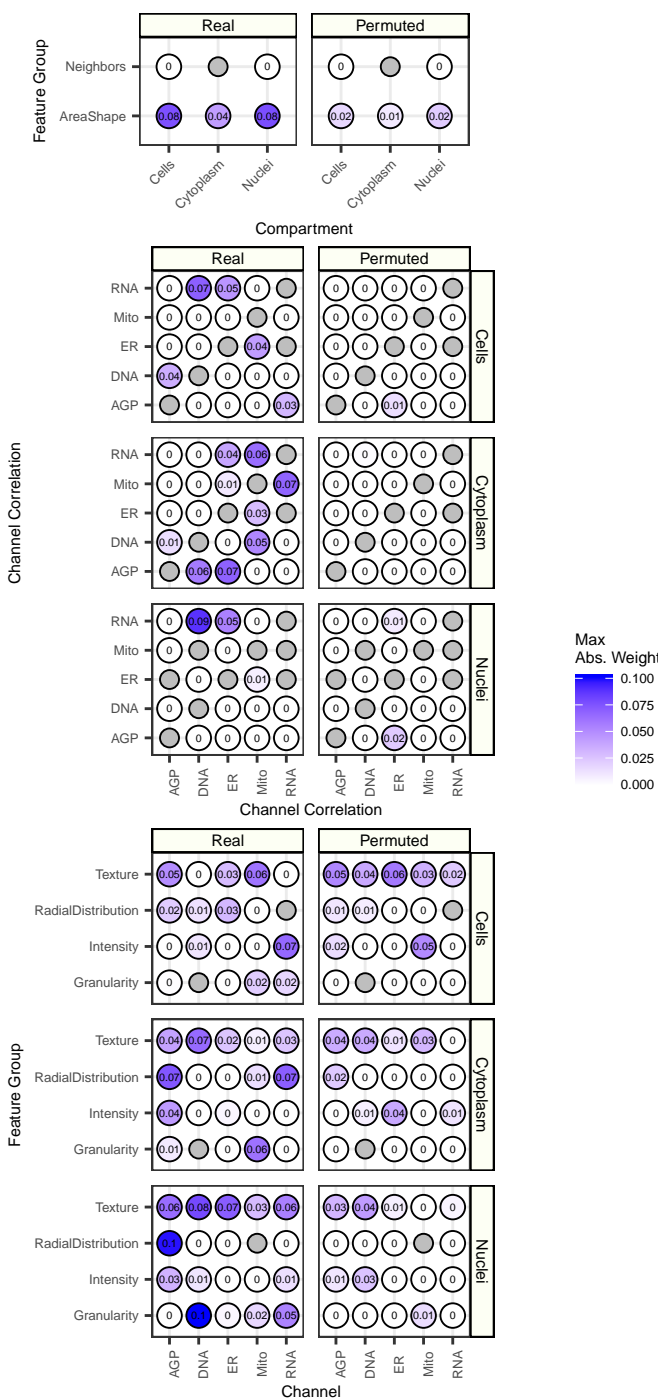 Real Permuted
Feature Group
Neighbors 0 0 0 0
AreaShape 0.08 0.04 0.08 0.02 0.01 0.02
Cells Cytoplasm Nuclei Cells Cytoplasm Nuclei
Compartment
Real Permuted
Channel Correlation
RNA 0 0.07 0.05 0 0 0 0 0
Mito 0 0 0 0 0 0 0 0
ER 0 0 0.04 0 0 0
DNA 0.04 0 0 0 0 0 0 0
AGP 0 0 0 0.03 0 0.01 0 0
Cells
RNA 0 0 0.04 0.06 0 0 0 0
Mito 0 0 0.01 0.07 0 0 0 0
ER 0 0 0.03 0 0 0
DNA 0.01 0 0.05 0 0 0 0 0
AGP 0.06 0.07 0 0 0 0 0 0
Cytoplasm
RNA 0 0.09 0.05 0 0 0 0.01 0
Mito 0 0 0 0
ER 0 0.01 0 0
DNA 0 0 0 0 0 0 0 0
AGP 0 0 0 0 0 0.02 0 0
Nuclei
AGP DNA ER Mito RNA AGP DNA ER Mito RNA
Channel Correlation
Max
Abs. Weight
0.100
0.075
0.050
0.025
0.000
Real Permuted
Feature Group
Texture 0.05 0 0.03 0.06 0 0.05 0.04 0.06 0.03 0.02
RadialDistribution 0.02 0.01 0.03 0 0.01 0.01 0 0
Intensity 0 0.01 0 0 0.07 0.02 0 0 0.05 0
Granularity 0 0 0.02 0.02 0 0 0 0
Cells
Texture 0.04 0.07 0.02 0.01 0.03 0.04 0.04 0.01 0.03 0
RadialDistribution 0.07 0 0 0.01 0.07 0.02 0 0 0 0
Intensity 0.04 0 0 0 0 0 0.01 0.04 0 0.01
Granularity 0.01 0 0.06 0 0 0 0 0
Cytoplasm
Texture 0.06 0.08 0.07 0.03 0.06 0.03 0.04 0.01 0 0
RadialDistribution 0.1 0 0 0 0 0 0 0
Intensity 0.03 0.01 0 0 0.01 0.01 0.03 0 0 0
Granularity 0 0.1 0 0.02 0.05 0 0 0 0.01 0
Nuclei
AGP DNA ER Mito RNA AGP DNA ER Mito RNA
Channel